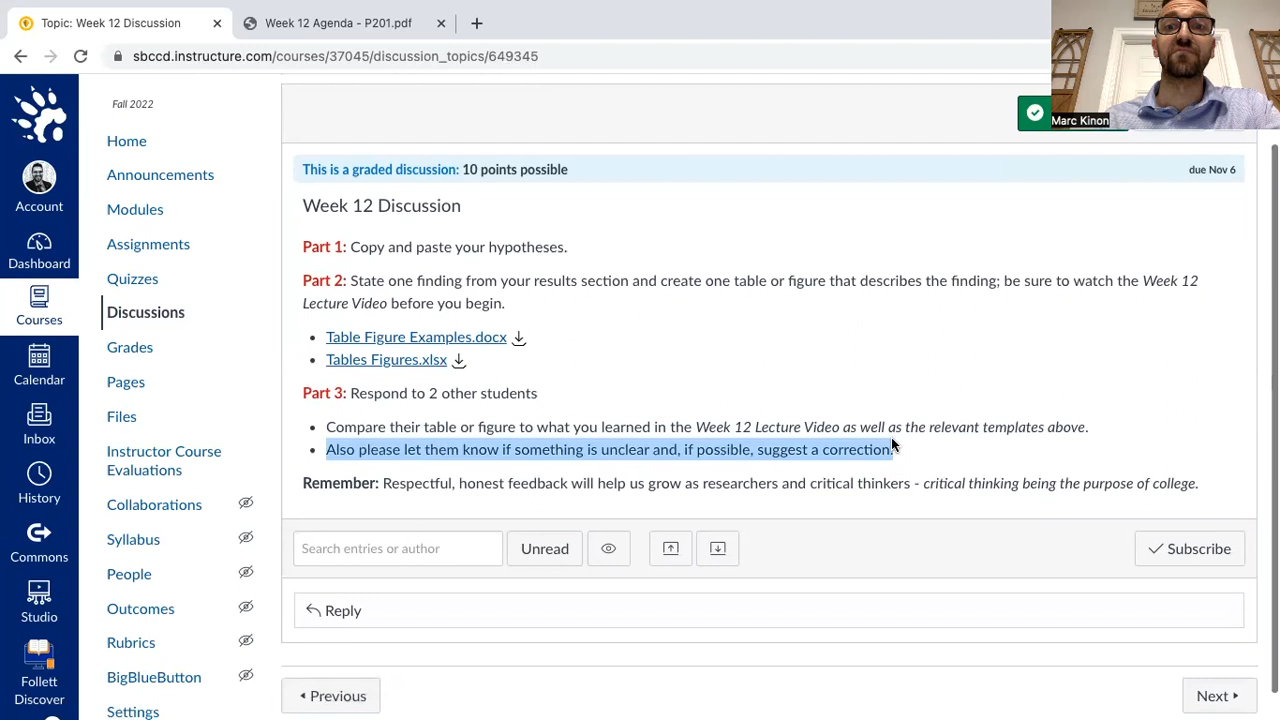 Topic: Week 12 Discussion
Week 12 Agenda - P201.pdf
sbccd.instructure.com/courses/37045/discussion_topics/649345
Marc Kinon
Account
Dashboard
Courses
Calendar
Inbox
History
Commons
Studio
Follett
Discover
Fall 2022
Home
Announcements
Modules
Assignments
Quizzes
Discussions
Grades
Pages
Files
Instructor Course
Evaluations
Collaborations
Syllabus
People
Outcomes
Rubrics
BigBlueButton
Settings
This is a graded discussion: 10 points possible
due Nov 6
Week 12 Discussion
Part 1: Copy and paste your hypotheses.
Part 2: State one finding from your results section and create one table or figure that describes the finding; be sure to watch the Week 12
Lecture Video before you begin.
Table Figure Examples.docx
Tables Figures.xlsx
Part 3: Respond to 2 other students
Compare their table or figure to what you learned in the Week 12 Lecture Video as well as the relevant templates above.
Also please let them know if something is unclear and, if possible, suggest a correction.
Remember: Respectful, honest feedback will help us grow as researchers and critical thinkers - critical thinking being the purpose of college.
Search entries or author
Unread
Subscribe
Reply
Previous
Next